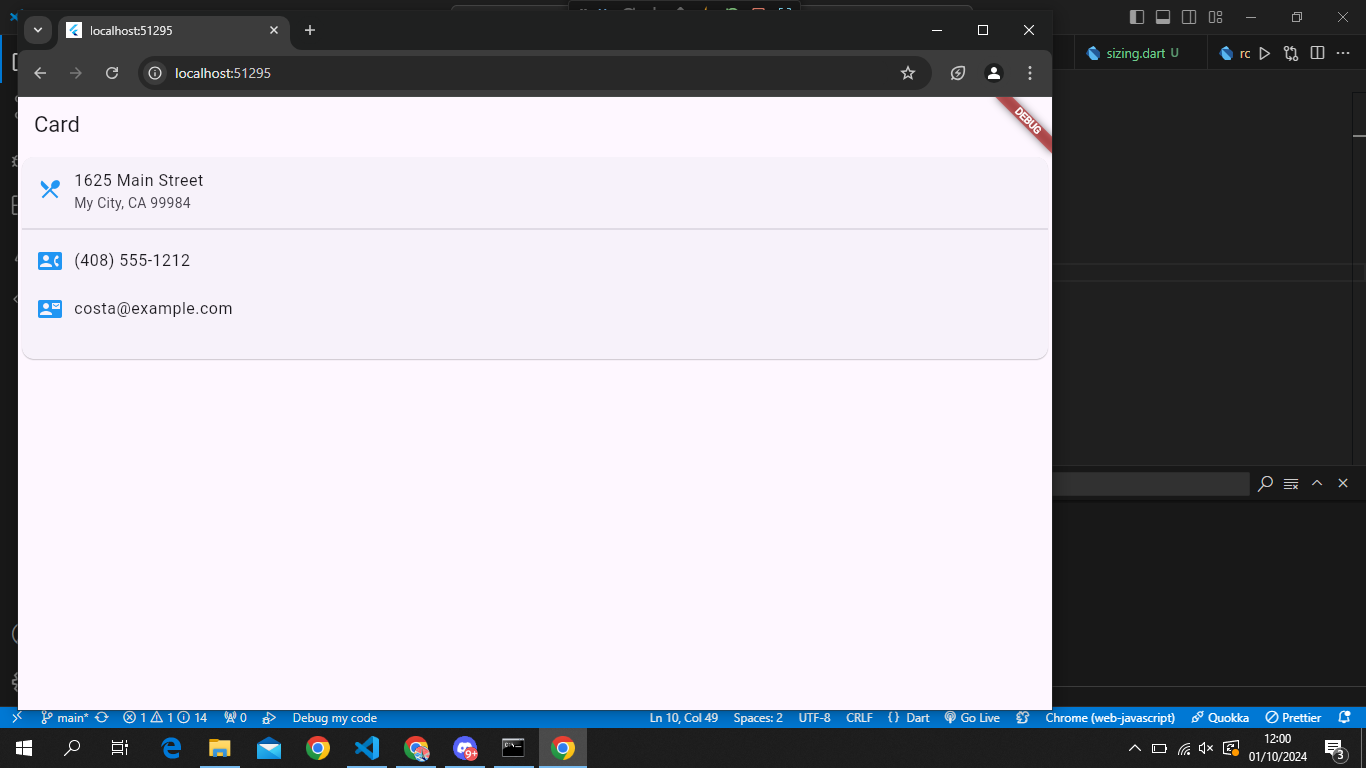 localhost:51295
sizing.dart U
rc
localhost:51295
Card
DEBUG
1625 Main Street
My City, CA 99984
(408) 555-1212
costa@example.com
main*
1 1 14
0
Debug my code
Ln 10, Col 49
Spaces: 2
UTF-8
CRLF
{ } Dart
Go Live
Chrome (web-javascript)
Quokka
Prettier
9+
12:00
01/10/2024
3